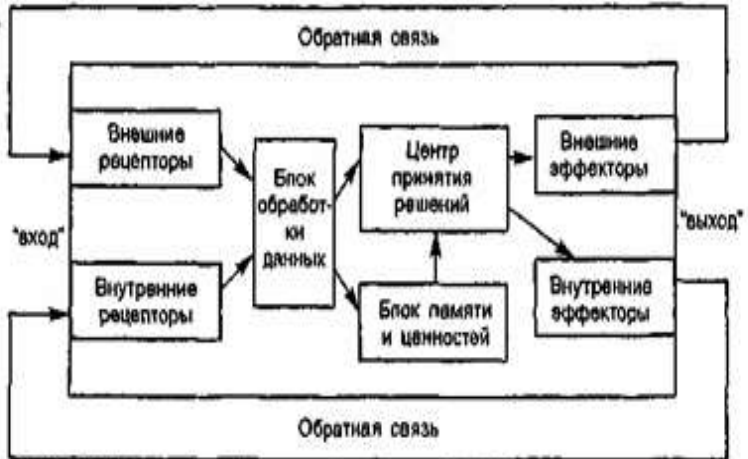 Обратная связь
Внешние
рецепторы
Блок
обработ-
ки
данных
Центр
принятия
решений
Внешние
эффекторы
"вход"
"выход"
Внутренние
рецепторы
Блок памяти
и ценностей
Внутренние
эффекторы
Обратная связь